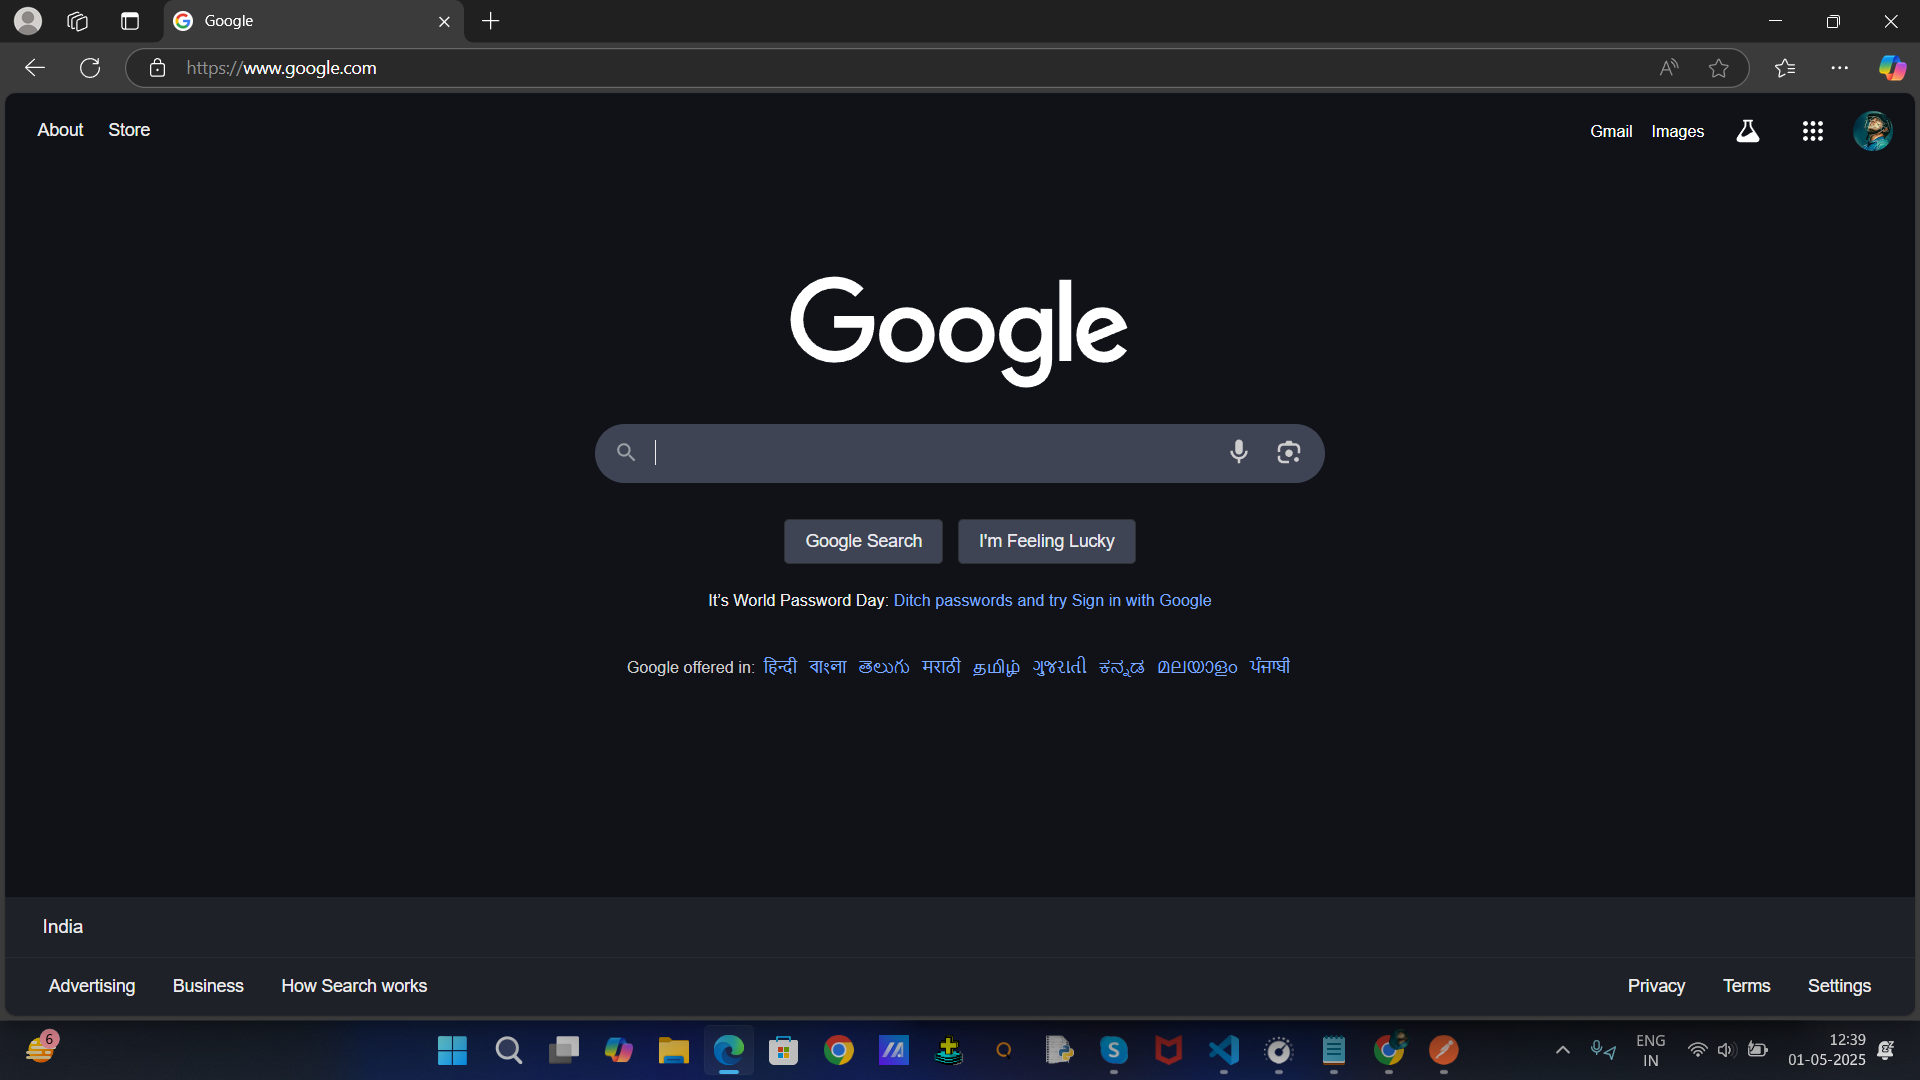 Google
https://www.google.com
About Store
Gmail Images
Google
Google Search I'm Feeling Lucky
It's World Password Day: Ditch passwords and try Sign in with Google
Google offered in: हिन्दी বাংলা తెలుగు मराठी தமிழ் ગુજરાતી ಕನ್ನಡ മലയാളം ਪੰਜਾਬੀ
India
Advertising Business How Search works
Privacy Terms Settings
6
ENG
IN
12:39
01-05-2025